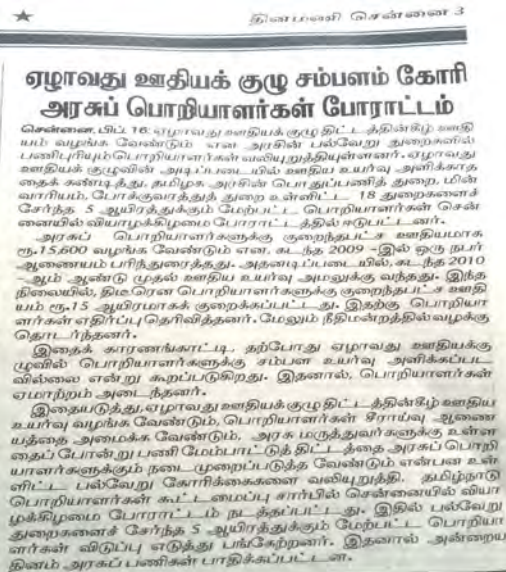 தினமணி சென்னை 3
ஏழாவது ஊதியக் குழு சம்பளம் கோரி
அரசுப் பொறியாளர்கள் போராட்டம்
சென்னை, பிப். 16: ஏழாவது ஊதியக் குழு திட்டத்தின்கீழ் ஊதி
யம் வழங்க வேண்டும் என அரசின் பல்வேறு துறைகளில்
பணிபுரியும் பொறியாளர்கள் வலியுறுத்தியுள்ளனர். ஏழாவது
ஊதியக் குழுவின் அடிப்படையில் ஊதிய உயர்வு அளிக்காத
தைக் கண்டித்து, தமிழக அரசின் பொதுப்பணித் துறை, மின்
வாரியம், போக்குவரத்துத் துறை உள்ளிட்ட 18 துறைகளைச்
சேர்ந்த 5 ஆயிரத்துக்கும் மேற்பட்ட பொறியாளர்கள் சென்
னையில் வியாழக்கிழமை போராட்டத்தில் ஈடுபட்டனர்.
அரசுப் பொறியாளர்களுக்கு குறைந்தபட்ச ஊதியமாக
ரூ.15,600 வழங்க வேண்டும் என, கடந்த 2009 -இல் ஒரு நபர்
ஆணையம் பரிந்துரைத்தது. அதனடிப்படையில், கடந்த 2010
-ஆம் ஆண்டு முதல் ஊதிய உயர்வு அமலுக்கு வந்தது. இந்த
நிலையில், திடீரென பொறியாளர்களுக்கு குறைந்தபட்ச ஊதி
யம் ரூ.15 ஆயிரமாகக் குறைக்கப்பட்டது. இதற்கு பொறியா
ளர்கள் எதிர்ப்பு தெரிவித்தனர். மேலும் நீதிமன்றத்தில் வழக்கு
தொடர்ந்தனர்.
இதைக் காரணங்காட்டி, தற்போது ஏழாவது ஊதியக்கு
ழுவில் பொறியாளர்களுக்கு சம்பள உயர்வு அளிக்கப்பட
வில்லை என்று கூறப்படுகிறது. இதனால், பொறியாளர்கள்
ஏமாற்றம் அடைந்தனர்.
இதையடுத்து, ஏழாவது ஊதியக் குழு திட்டத்தின்கீழ் ஊதிய
உயர்வு வழங்க வேண்டும், பொறியாளர்கள் சீராய்வு ஆணை
யத்தை அமைக்க வேண்டும், அரசு மருத்துவர்களுக்கு உள்ள
தைப் போன்று பணி மேம்பாட்டுத் திட்டத்தை அரசுப் பொறி
யாளர்களுக்கும் நடைமுறைப்படுத்த வேண்டும் என்பன உள்
ளிட்ட பல்வேறு கோரிக்கைகளை வலியுறுத்தி, தமிழ்நாடு
பொறியாளர்கள் கூட்டமைப்பு சார்பில் சென்னையில் வியா
ழக்கிழமை போராட்டம் நடத்தப்பட்டது. இதில் பல்வேறு
துறைகளைச் சேர்ந்த 5 ஆயிரத்துக்கும் மேற்பட்ட பொறியா
ளர்கள் விடுப்பு எடுத்து பங்கேற்றனர். இதனால் அன்றைய
தினம் அரசுப் பணிகள் பாதிக்கப்பட்டன.